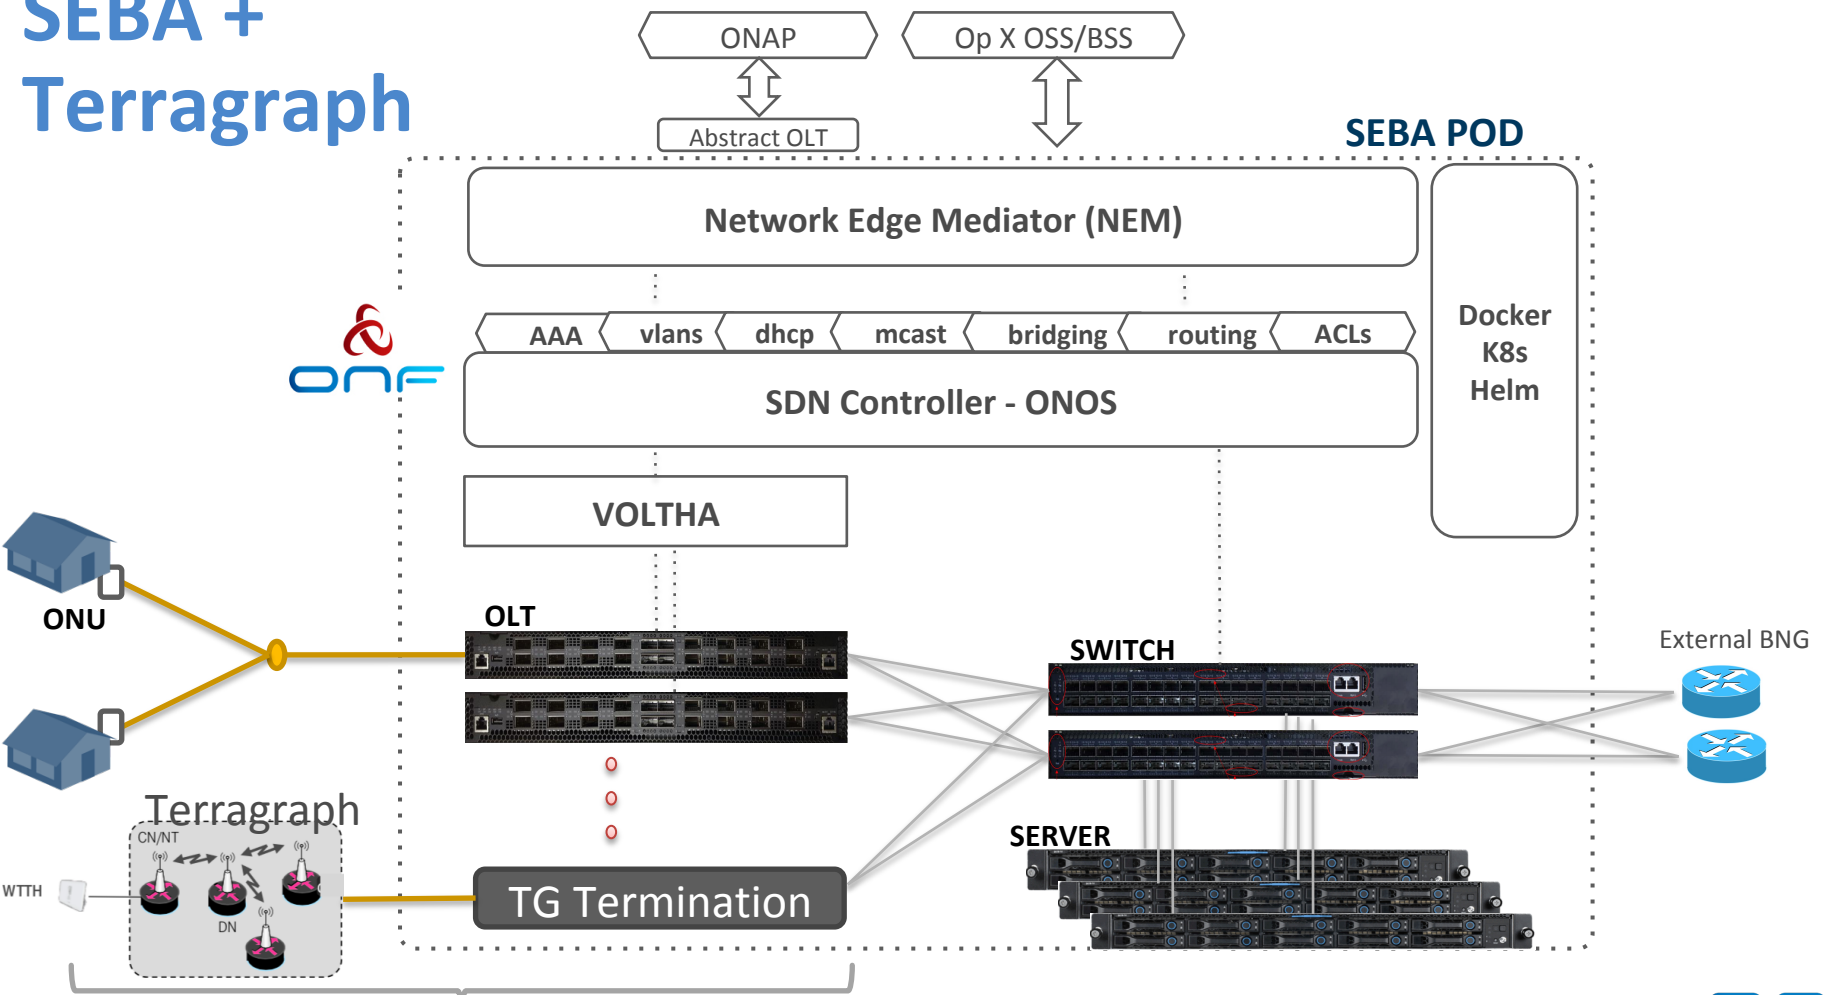 SEBA +
Terragraph
ONAP
Op X OSS/BSS
Abstract OLT
SEBA POD
Network Edge Mediator (NEM)
AAA
vlans
dhcp
mcast
bridging
routing
ACLs
SDN Controller - ONOS
Docker
K8s
Helm
ONF
VOLTHA
ONU
OLT
SWITCH
External BNG
Terragraph
CN/NT
WTTH
DN
TG Termination
SERVER